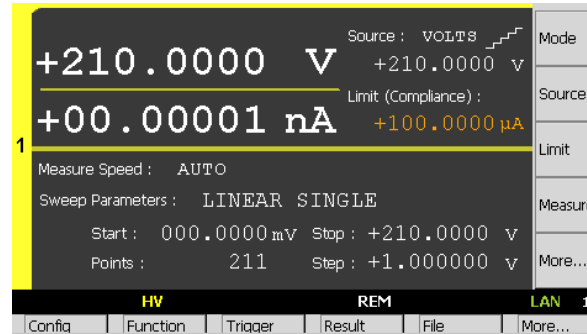 Source : VOLTS
Mode
+210.0000 V
+210.0000 V
Limit (Compliance) :
Source
+00.00001 nA
+100.0000 µA
1
Limit
Measure Speed : AUTO
Sweep Parameters : LINEAR SINGLE
Measur
Start : 000.0000 mV Stop : +210.0000 V
Points : 211 Step : +1.000000 V
More...
HV REM LAN 1
Config Function Trigger Result File More...